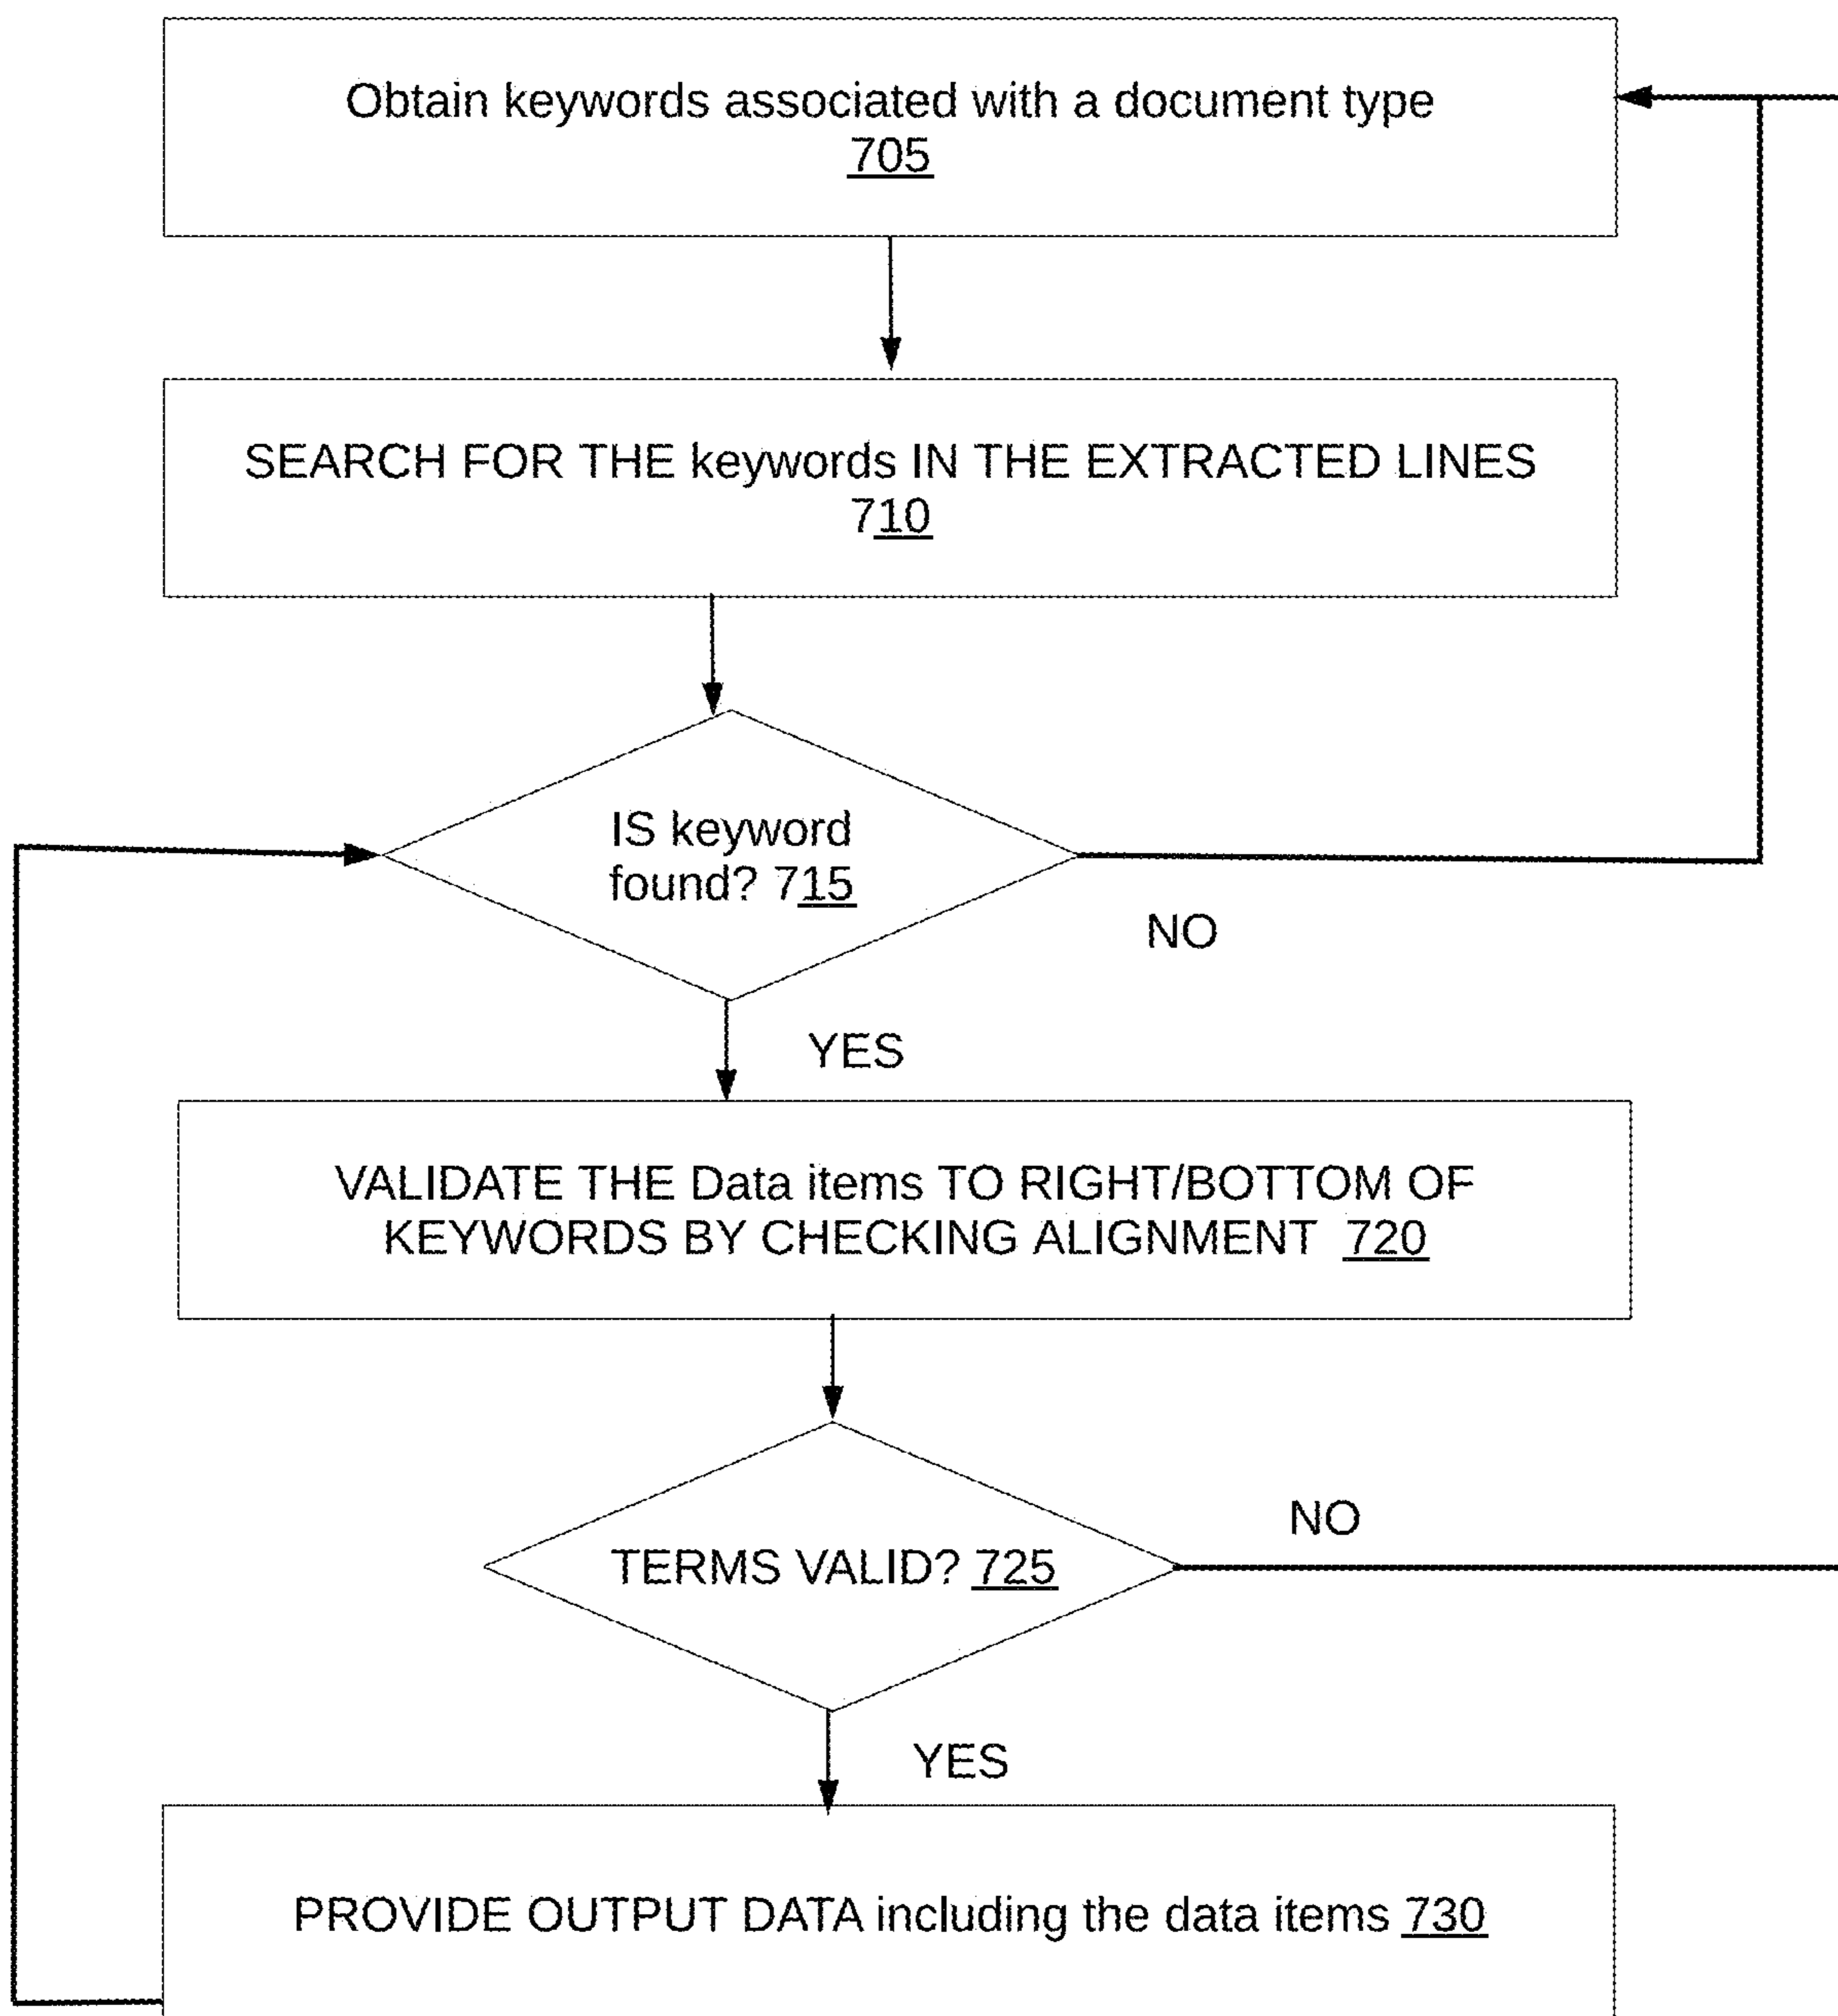 Obtain keywords associated with a document type
705
SEARCH FOR THE keywords IN THE EXTRACTED LINES
710
IS keyword
found? 715
NO
YES
VALIDATE THE Data items TO RIGHT/BOTTOM OF
KEYWORDS BY CHECKING ALIGNMENT 720
NO
TERMS VALID? 725
YES
PROVIDE OUTPUT DATA including the data items 730